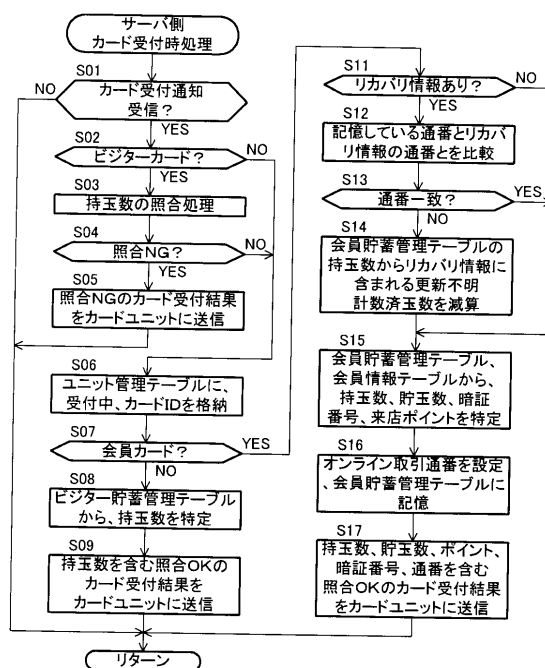 サーバ側
カード受付時処理
S01
カード受付通知
受信?
NO
YES
S02
ビジターカード?
NO
YES
S03
持玉数の照合処理
S04
照合NG?
NO
YES
S05
照合NGのカード受付結果
をカードユニットに送信
S06
ユニット管理テーブルに、
受付中、カードIDを格納
S07
会員カード?
YES
NO
S08
ビジター貯蓄管理テーブル
から、持玉数を特定
S09
持玉数を含む照合OKの
カード受付結果を
カードユニットに送信
リターン
S11
リカバリ情報あり?
NO
YES
S12
記憶している通番とリカバ
リ情報の通番とを比較
S13
通番一致?
YES
NO
S14
会員貯蓄管理テーブルの
持玉数からリカバリ情報に
含まれる更新不明
計数済玉数を減算
S15
会員貯蓄管理テーブル、
会員情報テーブルから、
持玉数、貯玉数、暗証
番号、来店ポイントを特定
S16
オンライン取引通番を設定
、会員貯蓄管理テーブルに
記憶
S17
持玉数、貯玉数、ポイント、
暗証番号、通番を含む
照合OKのカード受付結果
をカードユニットに送信